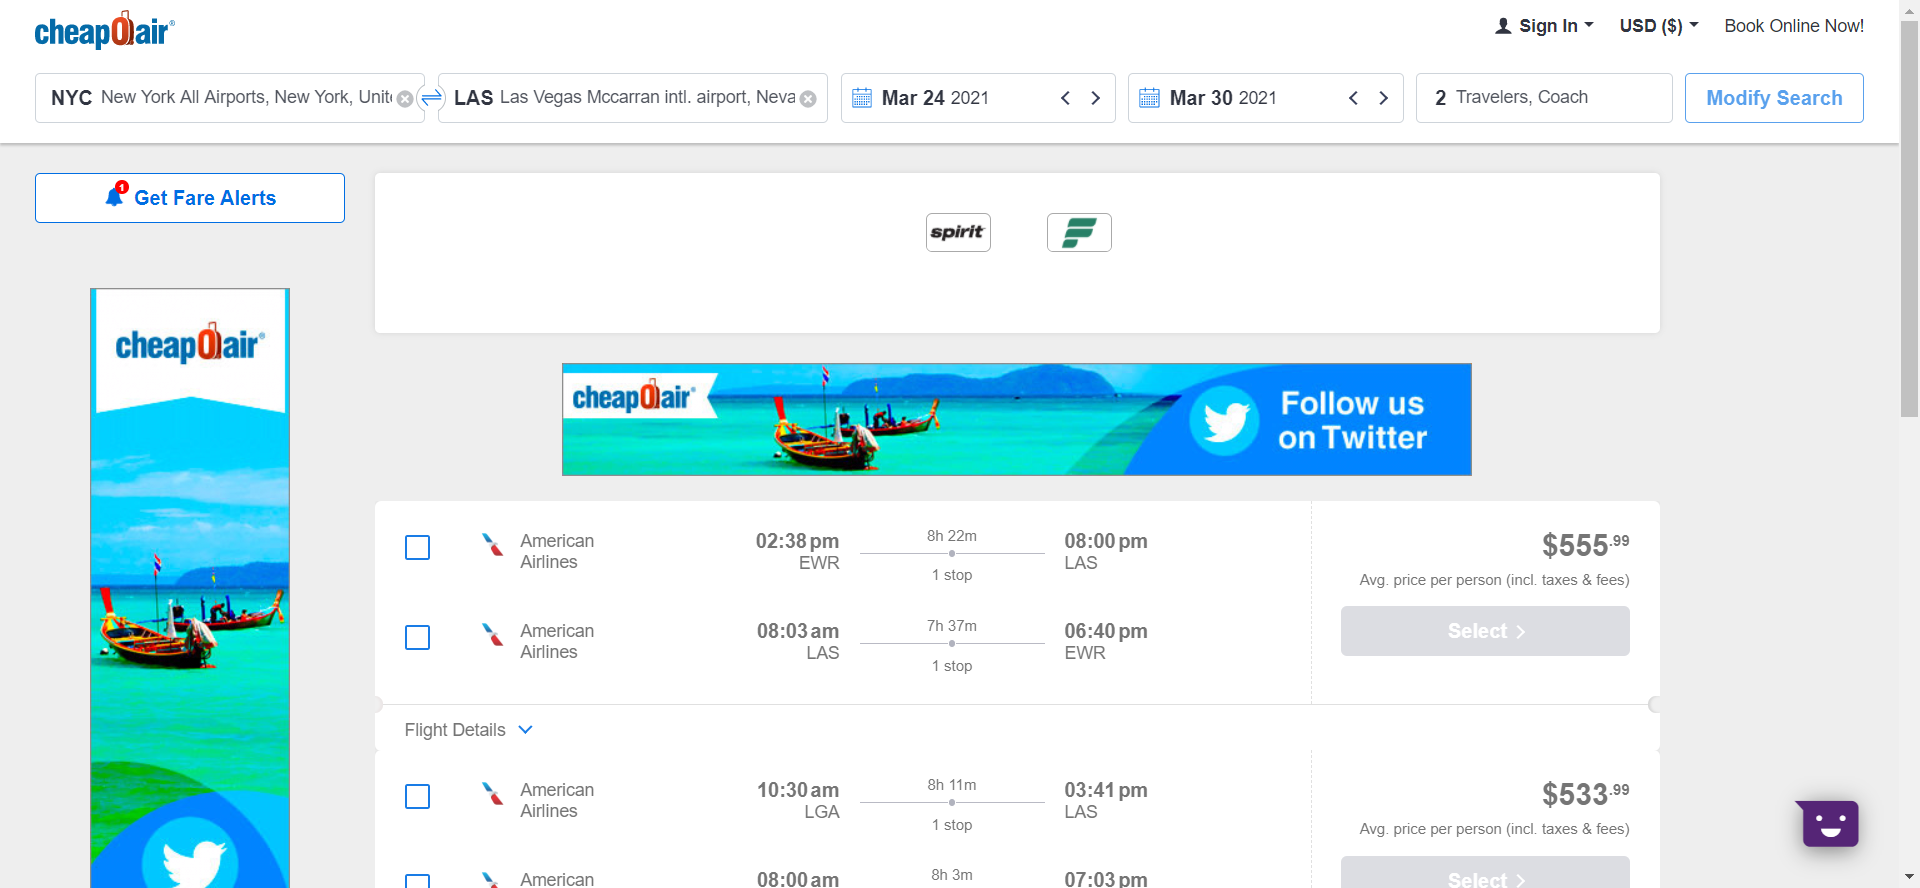 cheapOair®
Sign In
USD ($)
Book Online Now!
NYC New York All Airports, New York, Unit
LAS Las Vegas Mccarran intl. airport, Neva
Mar 24 2021
Mar 30 2021
2 Travelers, Coach
Modify Search
1
Get Fare Alerts
spirit
cheapOair®
cheapOair®
Follow us
on Twitter
American
Airlines
02:38 pm
EWR
8h 22m
1 stop
08:00 pm
LAS
$555.99
Avg. price per person (incl. taxes & fees)
American
Airlines
08:03 am
LAS
7h 37m
1 stop
06:40 pm
EWR
Select
Flight Details
American
Airlines
10:30 am
LGA
8h 11m
1 stop
03:41 pm
LAS
$533.99
Avg. price per person (incl. taxes & fees)
American
08:00 am
8h 3m
07:03 pm
Select